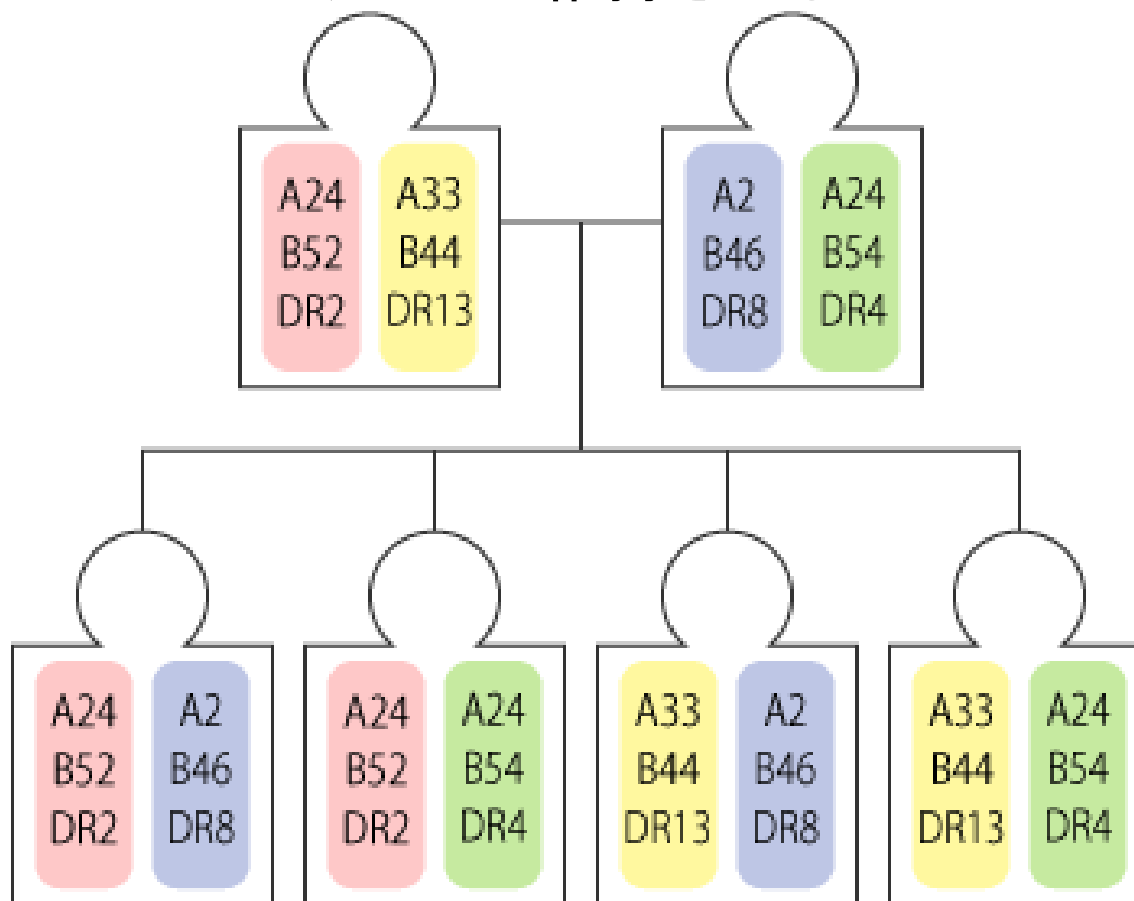 A24 A33 A2 A24
B52 B44 B46 B54
DR2 DR13 DR8 DR4
A24 A2 A24 A24 A33 A2 A33 A24
B52 B46 B52 B54 B44 B46 B44 B54
DR2 DR8 DR2 DR4 DR13 DR8 DR13 DR4